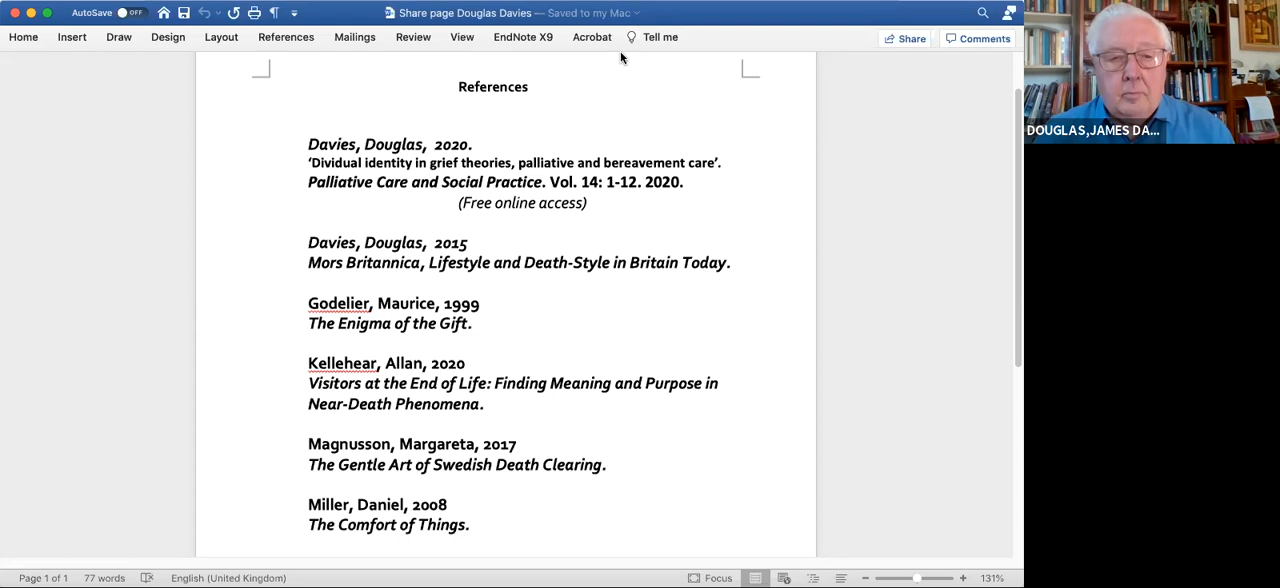 AutoSave OFF Share page Douglas Davies — Saved to my Mac
Home Insert Draw Design Layout References Mailings Review View EndNote X9 Acrobat Tell me Share Comments
References
Davies, Douglas, 2020.
‘Dividual identity in grief theories, palliative and bereavement care’.
Palliative Care and Social Practice. Vol. 14: 1-12. 2020.
(Free online access)
Davies, Douglas, 2015
Mors Britannica, Lifestyle and Death-Style in Britain Today.
Godelier, Maurice, 1999
The Enigma of the Gift.
Kellehear, Allan, 2020
Visitors at the End of Life: Finding Meaning and Purpose in
Near-Death Phenomena.
Magnusson, Margareta, 2017
The Gentle Art of Swedish Death Clearing.
Miller, Daniel, 2008
The Comfort of Things.
Page 1 of 1 77 words English (United Kingdom) Focus 131%
DOUGLAS,JAMES DA...